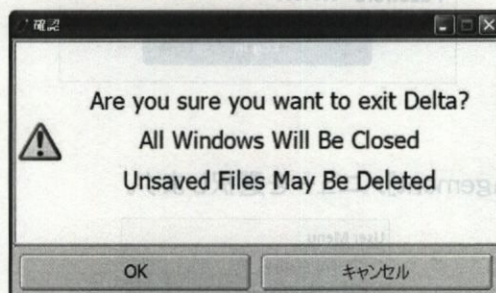 確認
Are you sure you want to exit Delta?
All Windows Will Be Closed
Unsaved Files May Be Deleted
OK
キャンセル